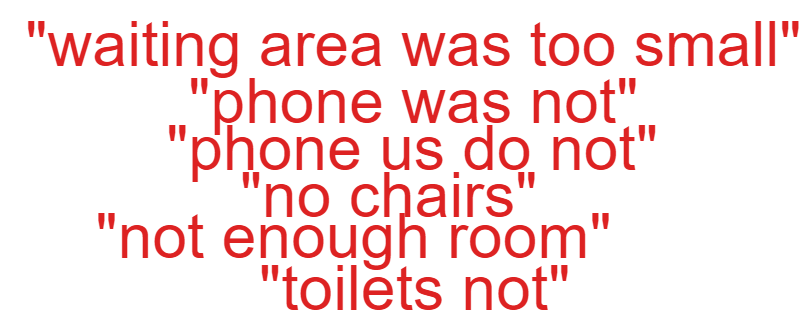 "waiting area was too small"
"phone was not"
"phone us do not"
"no chairs"
"not enough room"
"toilets not"